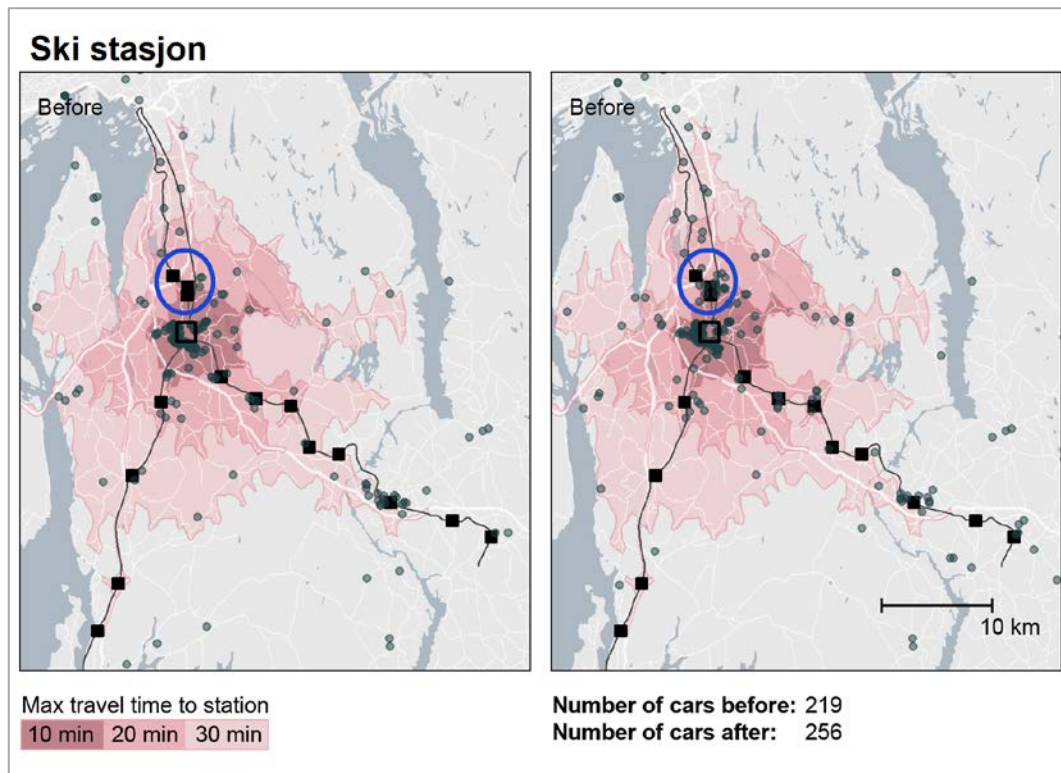 Ski stasjon
Before
Before
10 km
Max travel time to station
10 min 20 min 30 min
Number of cars before: 219
Number of cars after: 256